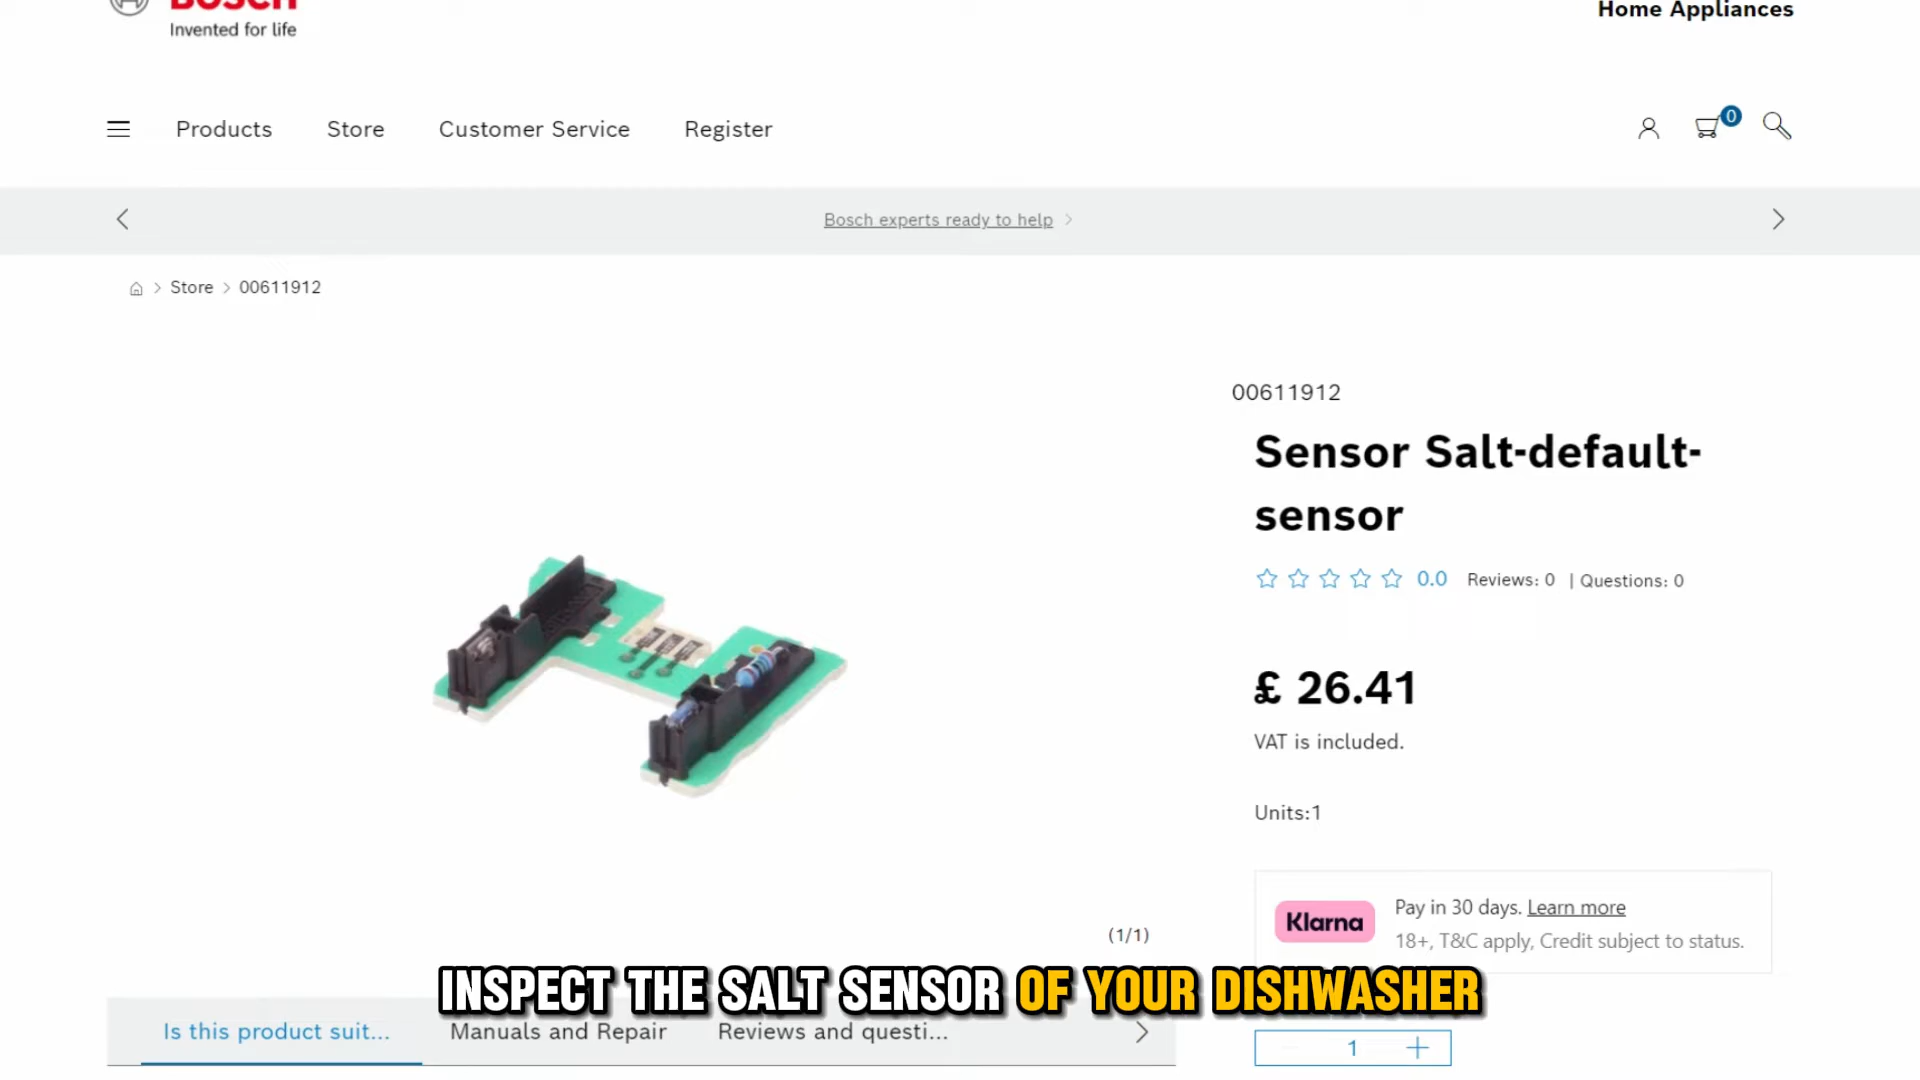 BOSCH
Invented for life
Home Appliances
Products Store Customer Service Register
0
Bosch experts ready to help
Store > 00611912
00611912
Sensor Salt-default-
sensor
0.0 Reviews: 0 | Questions: 0
£ 26.41
VAT is included.
Units:1
Klarna
Pay in 30 days. Learn more
18+, T&C apply, Credit subject to status.
(1/1)
INSPECT THE SALT SENSOR OF YOUR DISHWASHER
Is this product suit... Manuals and Repair Reviews and questi...
1 +